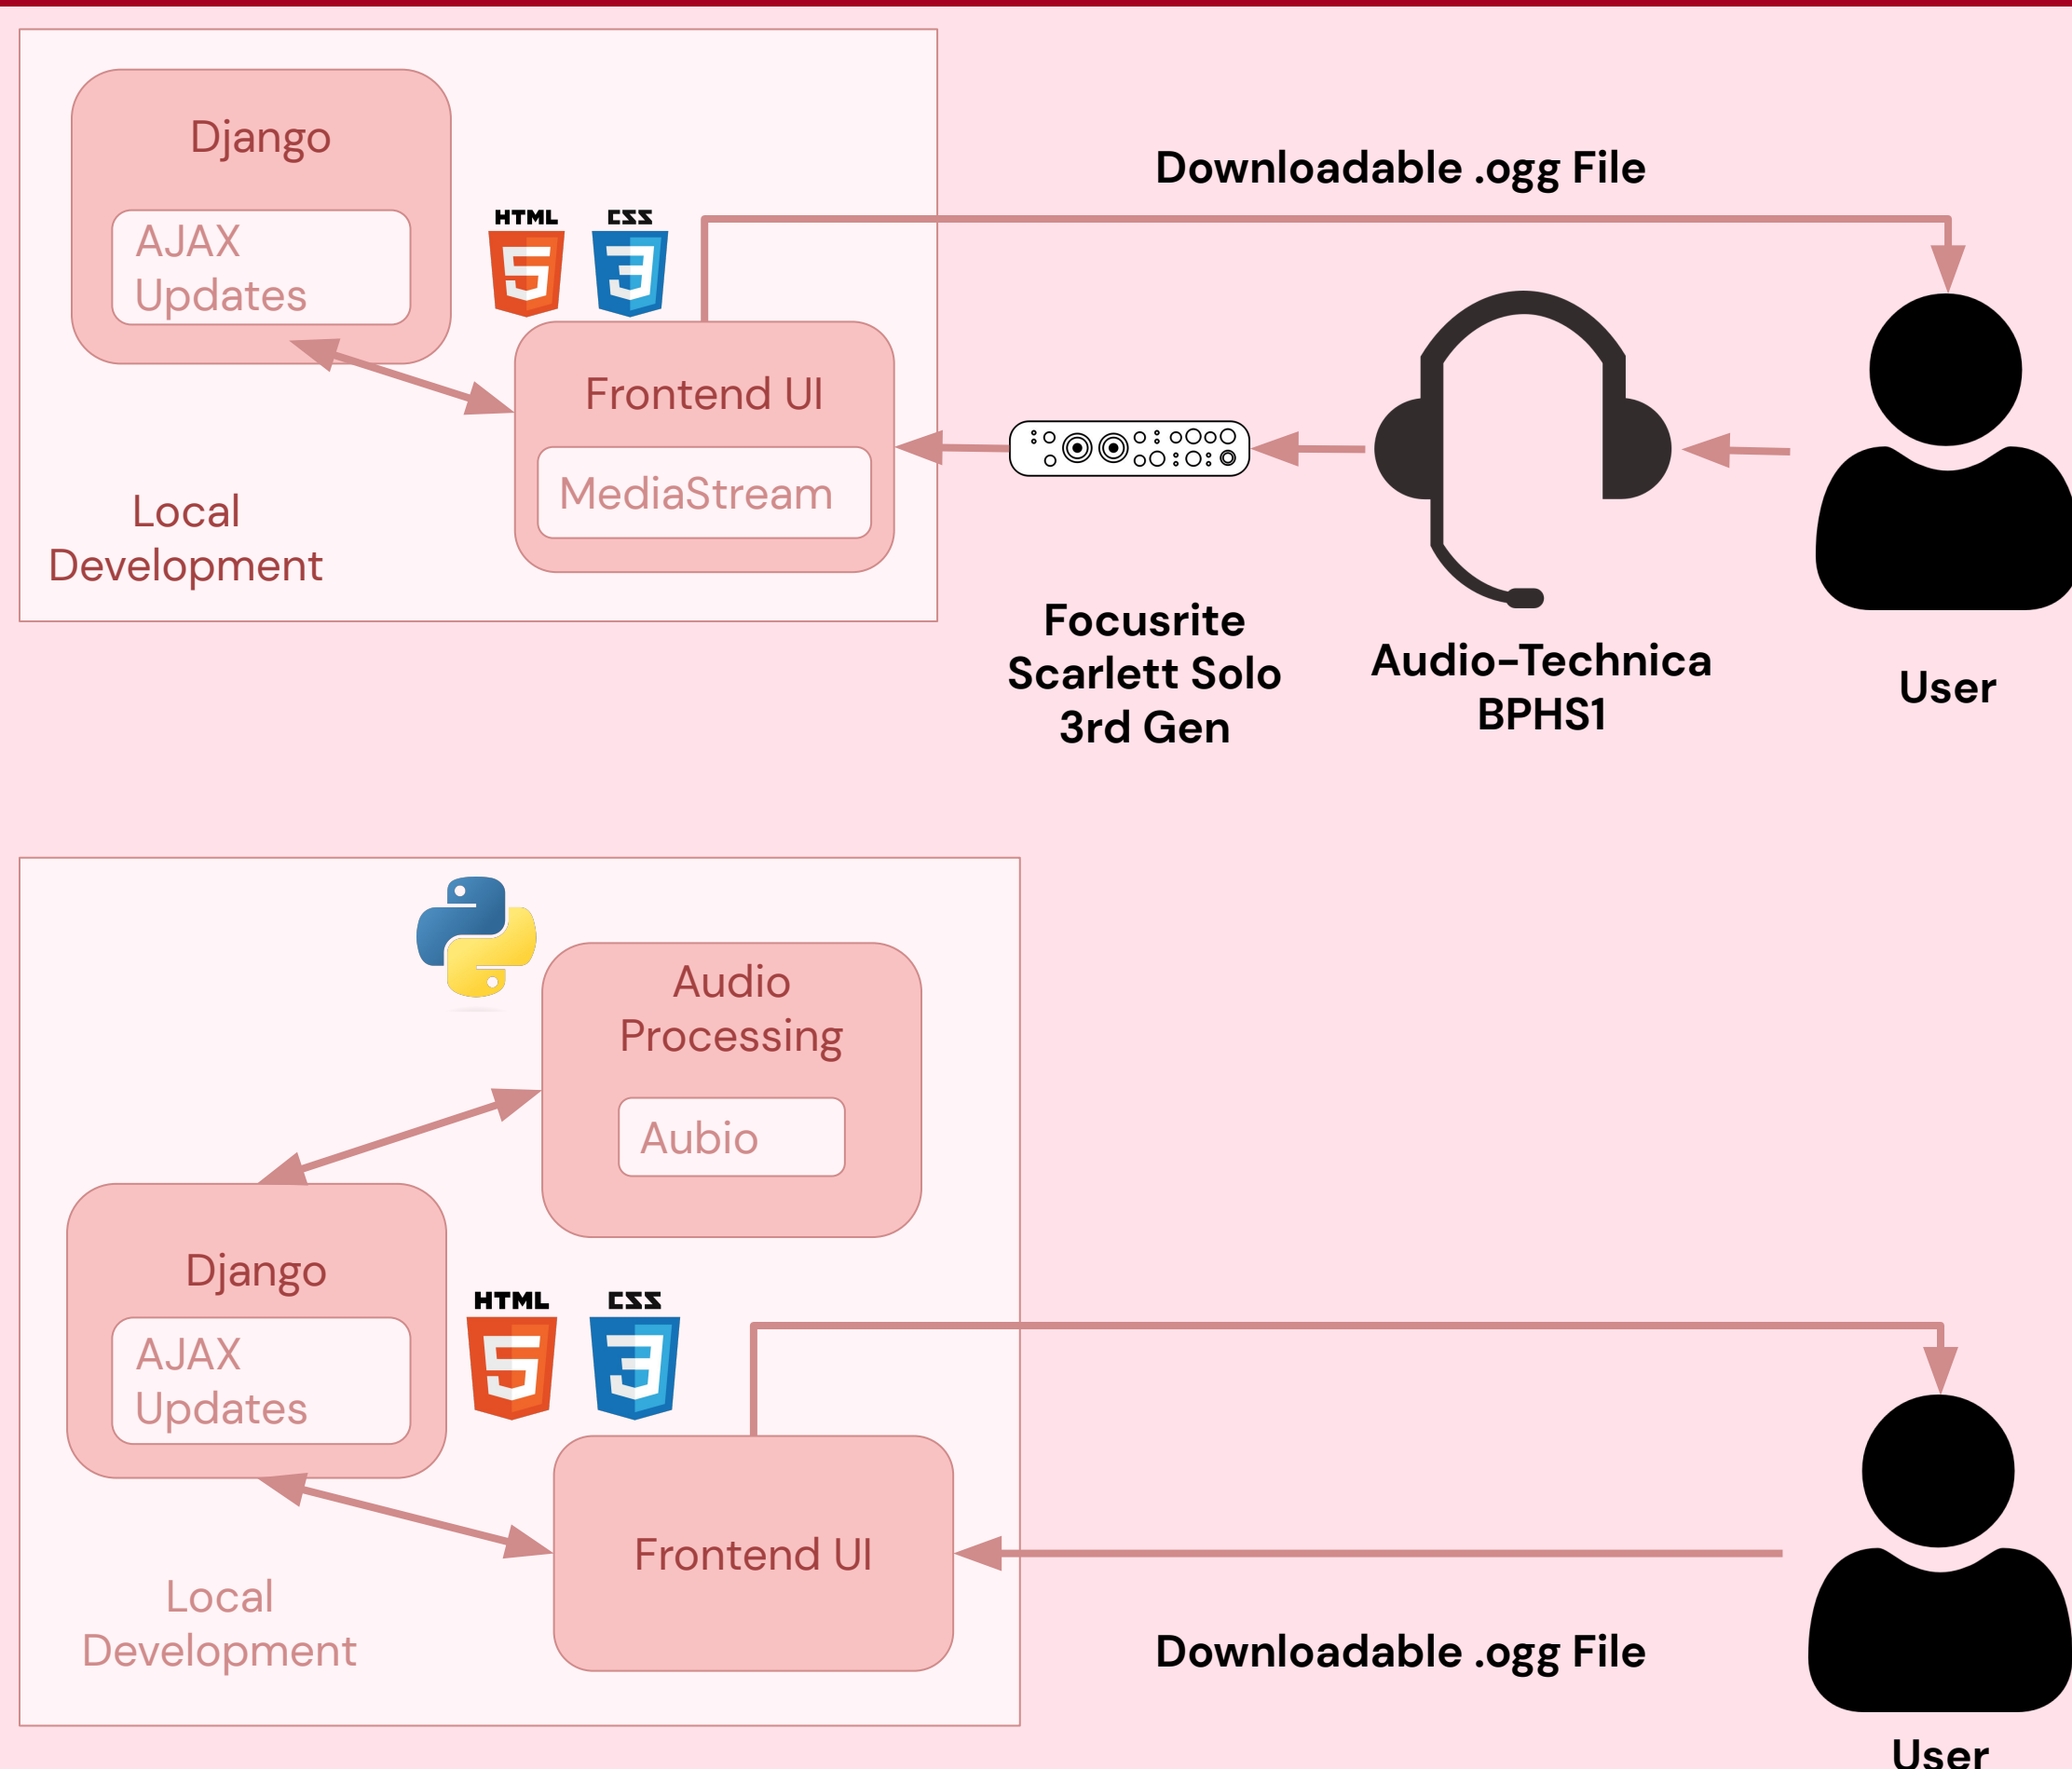 Django
AJAX
Updates
HTML
CSS
Frontend UI
MediaStream
Local
Development
Downloadable .ogg File
Focusrite
Scarlett Solo
3rd Gen
Audio-Technica
BPHS1
User
Audio
Processing
Aubio
Django
AJAX
Updates
HTML
CSS
Frontend UI
Local
Development
Downloadable .ogg File
User